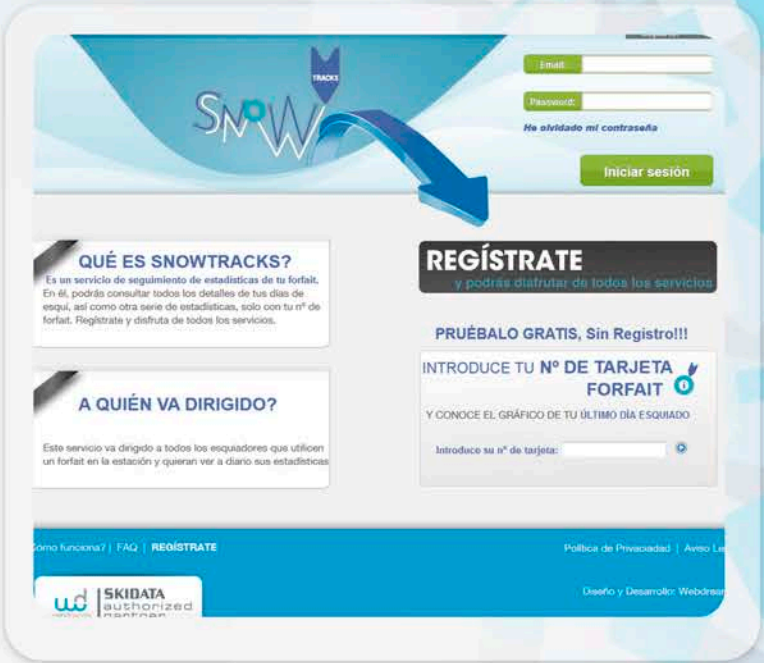 TRACKS
SNOW
Email:
Password:
He olvidado mi contraseña
Iniciar sesión
QUÉ ES SNOWTRACKS?
Es un servicio de seguimiento de estadísticas de tu forfait.
En él, podrás consultar todos los detalles de tus días de
esquí, así como otra serie de estadísticas, solo con tu nº de
forfait. Regístrate y disfruta de todos los servicios.
REGÍSTRATE
y podrás disfrutar de todos los servicios
PRUÉBALO GRATIS, Sin Registro!!!
INTRODUCE TU Nº DE TARJETA
FORFAIT
Y CONOCE EL GRÁFICO DE TU ÚLTIMO DÍA ESQUIADO
Introduce su nº de tarjeta:
A QUIÉN VA DIRIGIDO?
Este servicio va dirigido a todos los esquiadores que utilicen
un forfait en la estación y quieran ver a diario sus estadísticas
Cómo funciona? | FAQ | REGÍSTRATE
Política de Privaciadad | Aviso Le
wd SKIDATA
authorized
partner
Diseño y Desarrollo: Webdrea